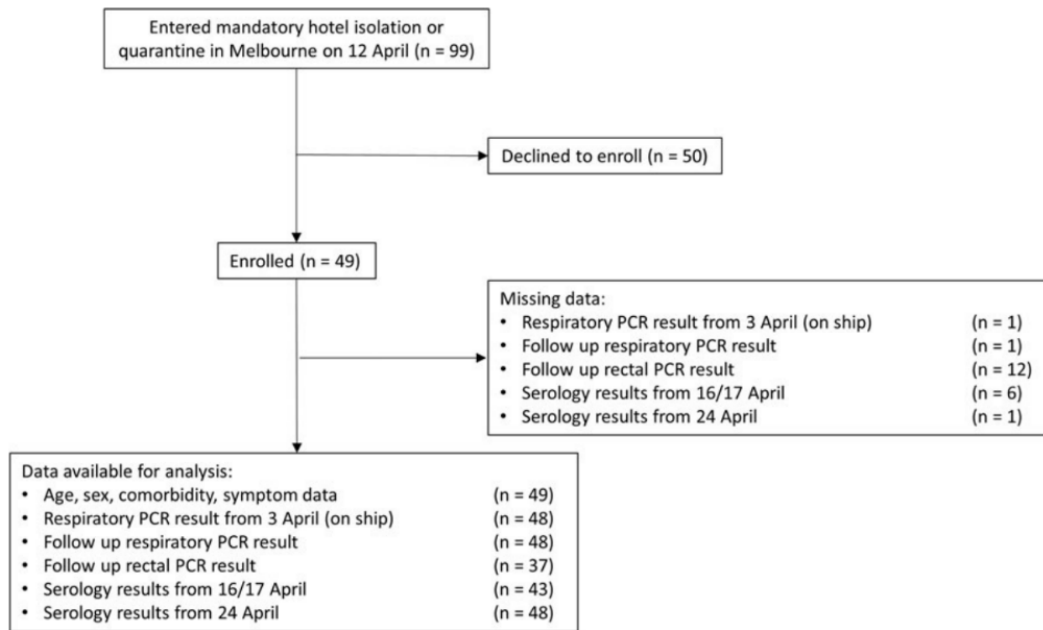 Entered mandatory hotel isolation or
quarantine in Melbourne on 12 April (n = 99)
Declined to enroll (n = 50)
Enrolled (n = 49)
Missing data:
• Respiratory PCR result from 3 April (on ship) (n = 1)
• Follow up respiratory PCR result (n = 1)
• Follow up rectal PCR result (n = 12)
• Serology results from 16/17 April (n = 6)
• Serology results from 24 April (n = 1)
Data available for analysis:
• Age, sex, comorbidity, symptom data (n = 49)
• Respiratory PCR result from 3 April (on ship) (n = 48)
• Follow up respiratory PCR result (n = 48)
• Follow up rectal PCR result (n = 37)
• Serology results from 16/17 April (n = 43)
• Serology results from 24 April (n = 48)